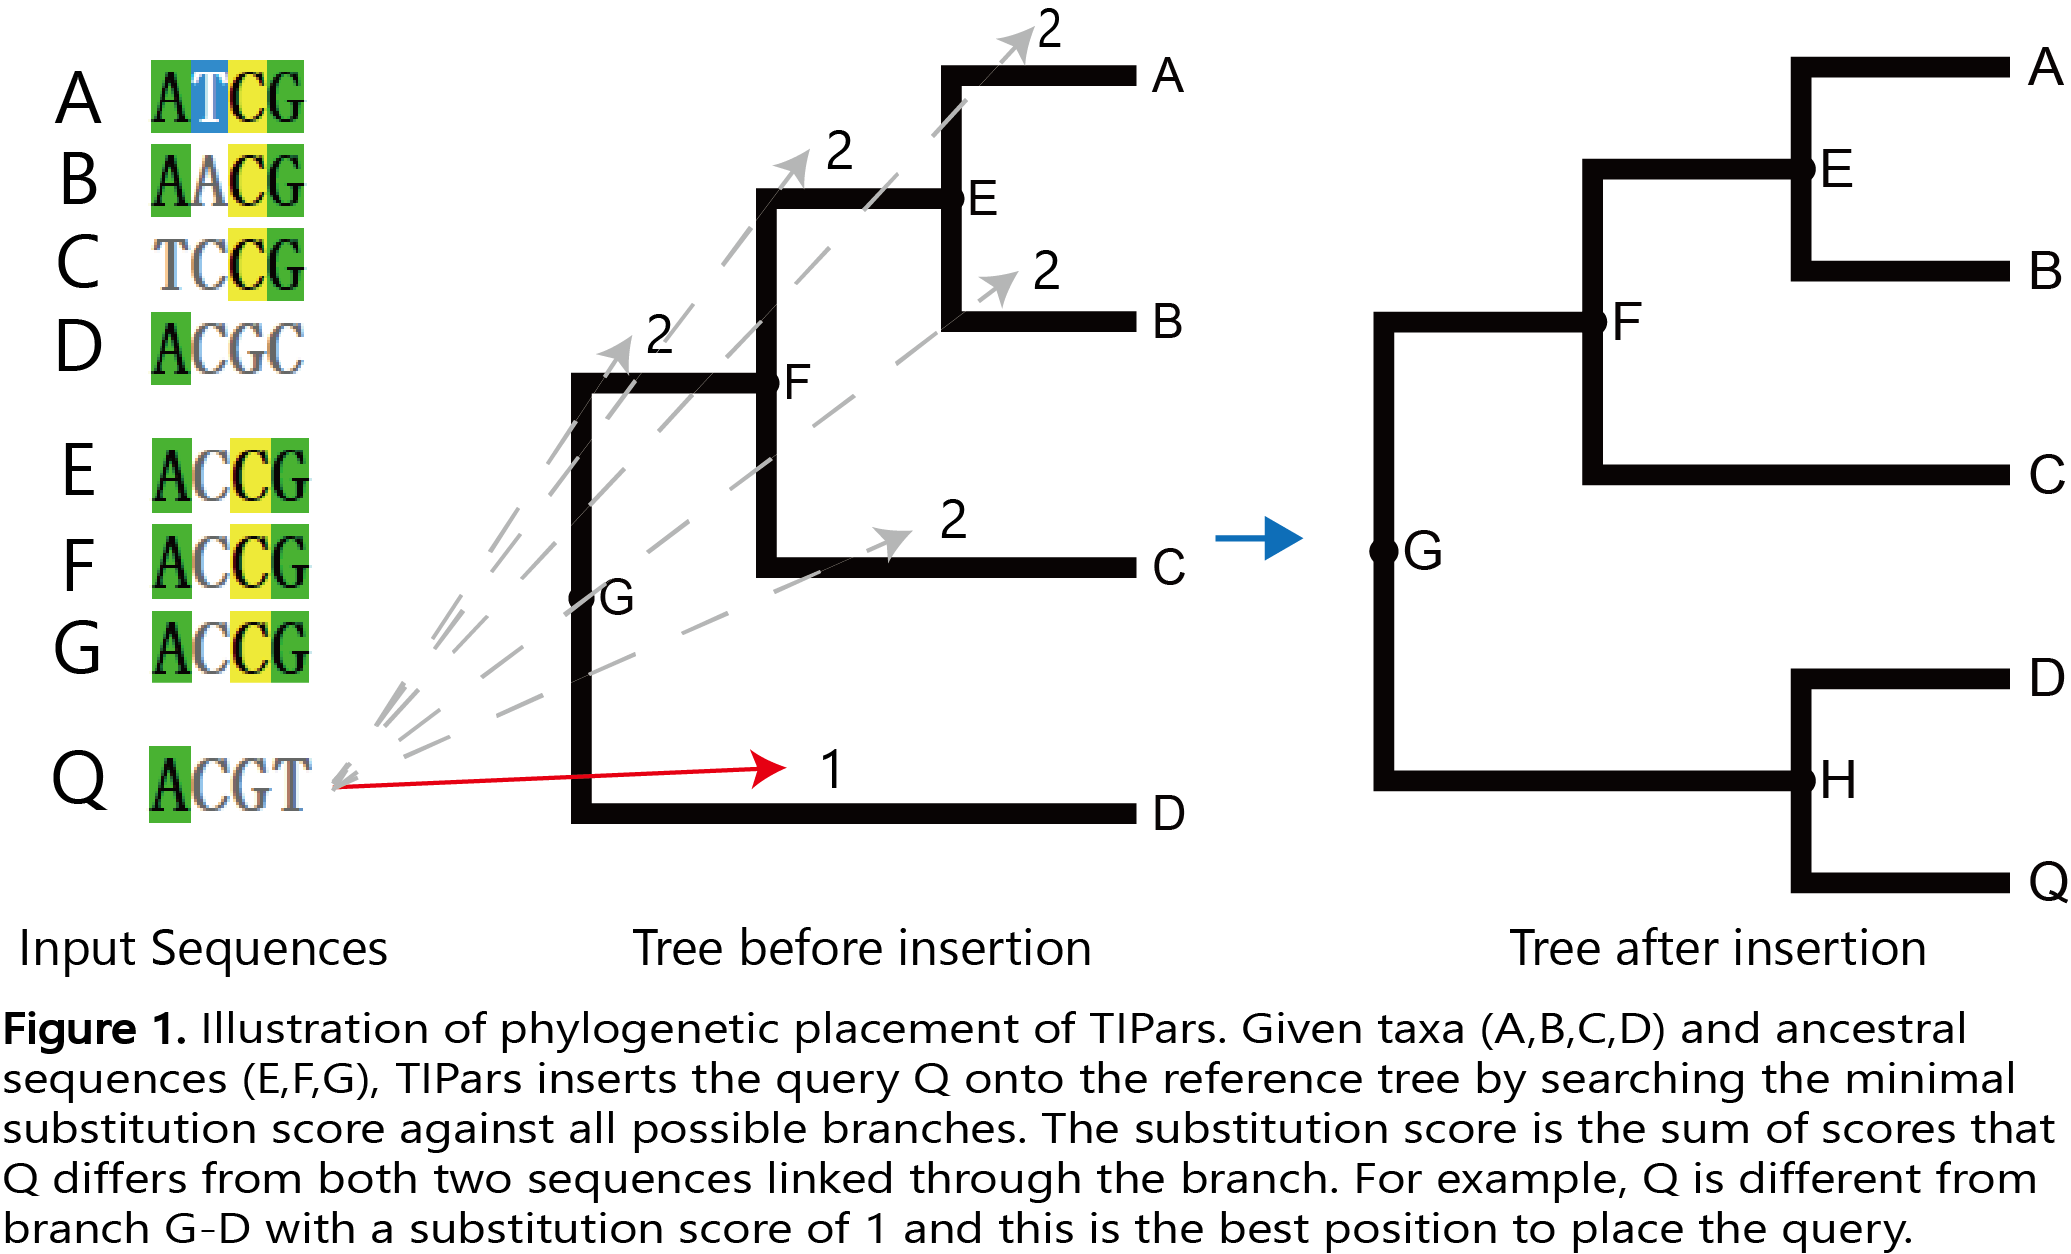 A ATCG
B AACG
C TCCG
D ACGC
E ACCG
F ACCG
G ACCG
Q ACGT
2
A
2
E
2
B
2
F
2
C
G
1
D
A
E
B
F
C
G
D
H
Q
Input Sequences
Tree before insertion
Tree after insertion
Figure 1. Illustration of phylogenetic placement of TIPars. Given taxa (A,B,C,D) and ancestral
sequences (E,F,G), TIPars inserts the query Q onto the reference tree by searching the minimal
substitution score against all possible branches. The substitution score is the sum of scores that
Q differs from both two sequences linked through the branch. For example, Q is different from
branch G-D with a substitution score of 1 and this is the best position to place the query.